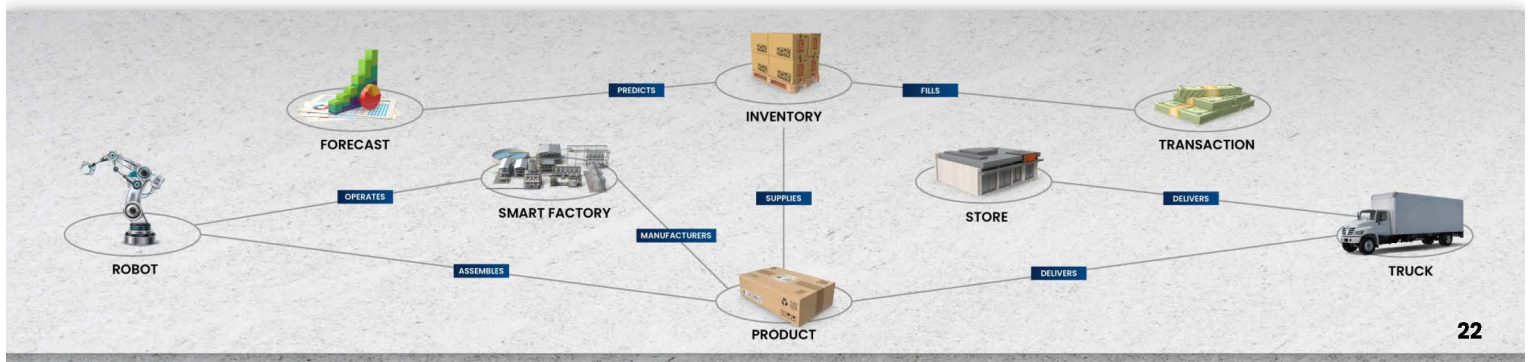 PREDICTS
FILLS
INVENTORY
FORECAST
TRANSACTION
OPERATES
SMART FACTORY
SUPPLIES
STORE
DELIVERS
MANUFACTURERS
ROBOT
ASSEMBLES
DELIVERS
TRUCK
PRODUCT
22